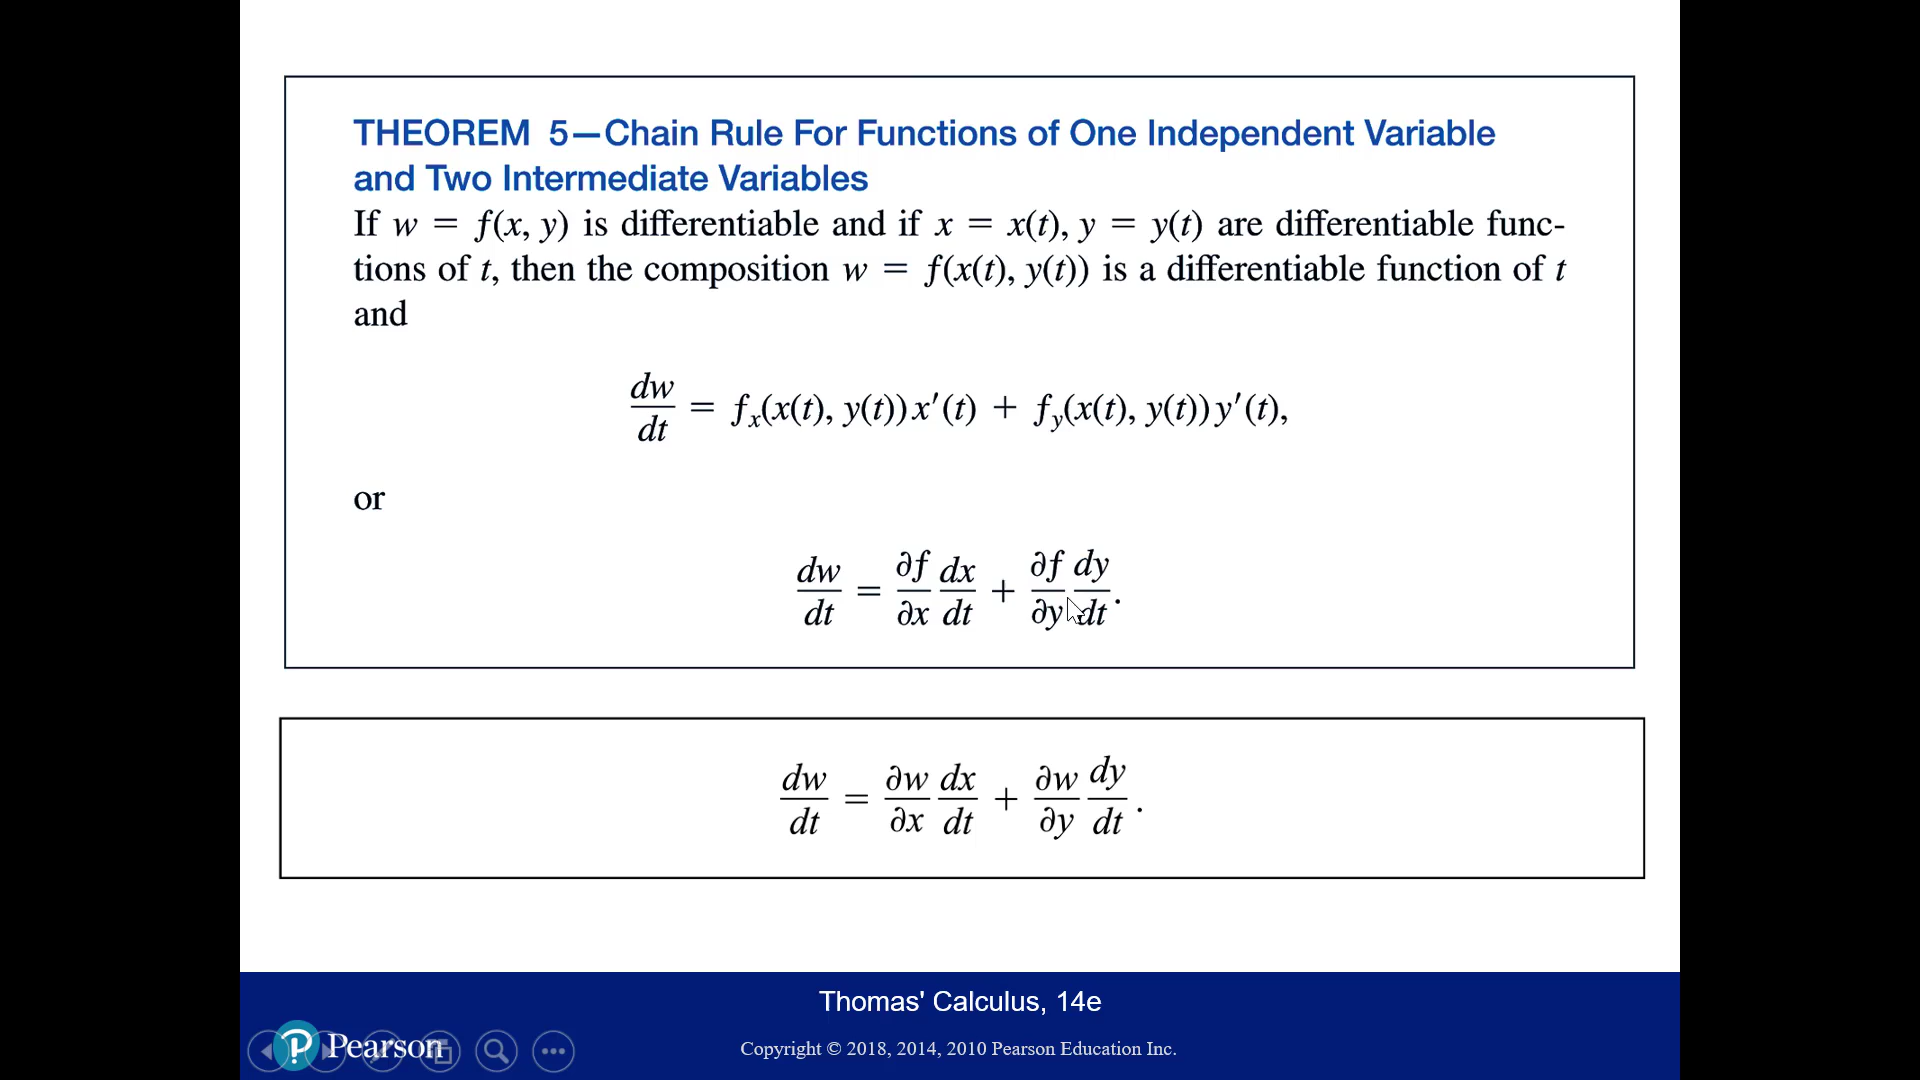 THEOREM 5—Chain Rule For Functions of One Independent Variable
and Two Intermediate Variables
If w = f(x, y) is differentiable and if x = x(t), y = y(t) are differentiable func-
tions of t, then the composition w = f(x(t), y(t)) is a differentiable function of t
and
dw/dt = fₓ(x(t), y(t)) x′(t) + f_y(x(t), y(t)) y′(t),
or
dw/dt = ∂f/∂x dx/dt + ∂f/∂y dy/dt.
dw/dt = ∂w/∂x dx/dt + ∂w/∂y dy/dt.
Thomas' Calculus, 14e
Pearson
Copyright © 2018, 2014, 2010 Pearson Education Inc.